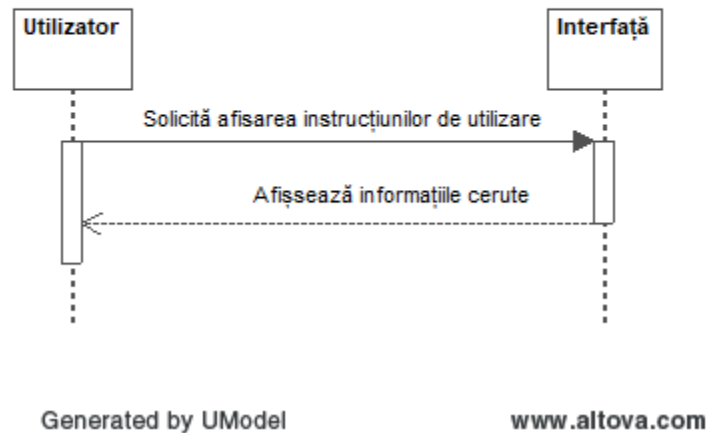 Utilizator
Interfață
Solicită afisarea instrucțiunilor de utilizare
Afișsează informațiile cerute
Generated by UModel
www.altova.com